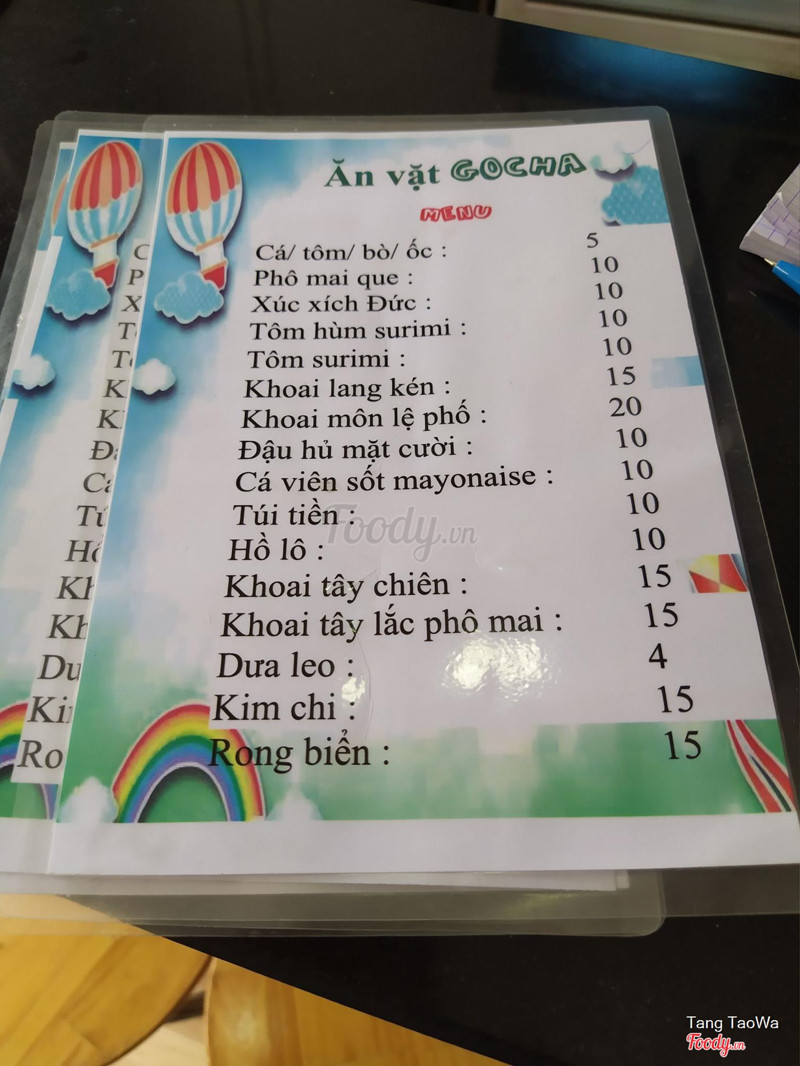 Ăn vặt GOCHA
MENU
Cá/ tôm/ bò/ ốc : 5
Phô mai que : 10
Xúc xích Đức : 10
Tôm hùm surimi : 10
Tôm surimi : 10
Khoai lang kén : 15
Khoai môn lệ phố : 20
Đậu hủ mặt cười : 10
Cá viên sốt mayonaise : 10
Túi tiền : 10
Hồ lô : 10
Khoai tây chiên : 15
Khoai tây lắc phô mai : 15
Dưa leo : 4
Kim chi : 15
Rong biển : 15
Foody.vn
Tang TaoWa
Foody.vn